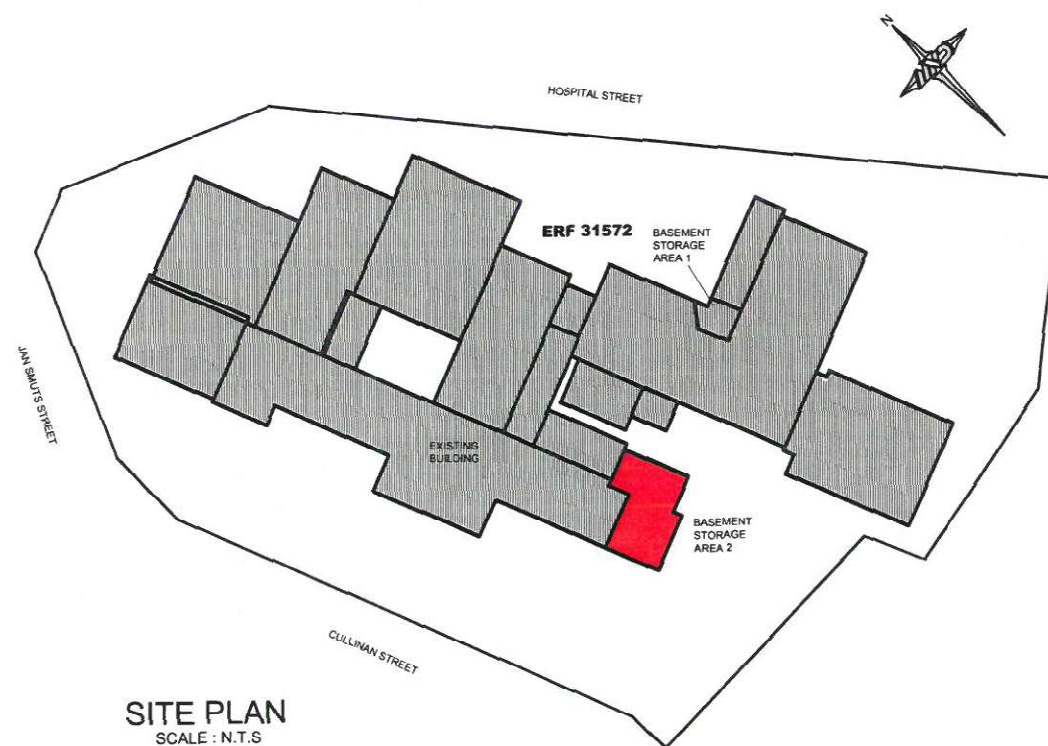 N
HOSPITAL STREET
ERF 31572
BASEMENT
STORAGE
AREA 1
JAN SMUTS STREET
EXISTING
BUILDING
BASEMENT
STORAGE
AREA 2
CULLINAN STREET
SITE PLAN
SCALE : N.T.S